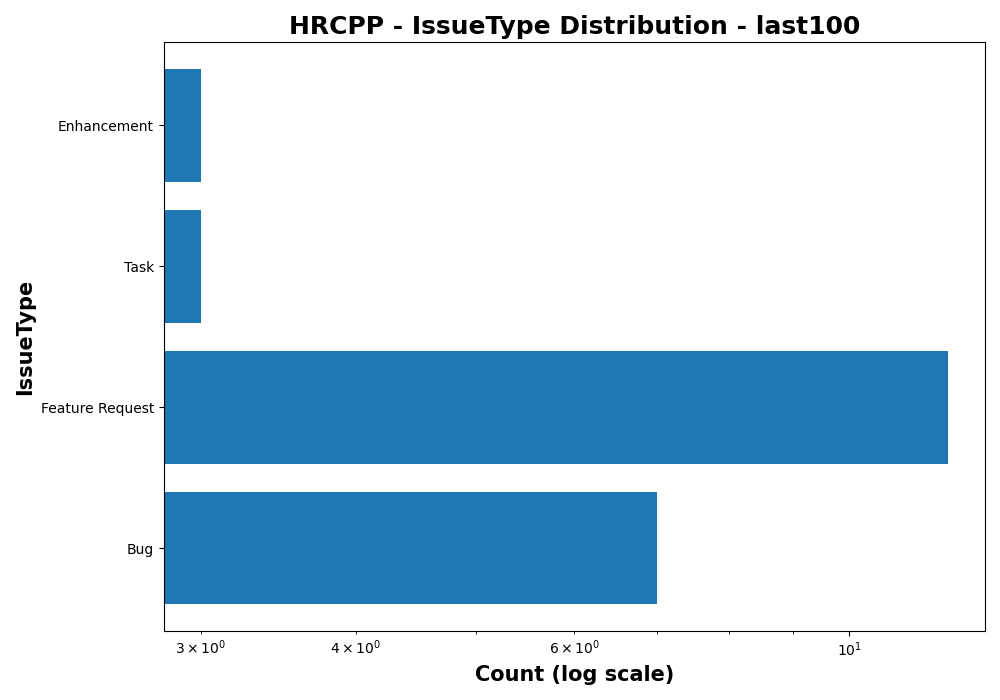 HRCPP - IssueType Distribution - last100
IssueType
Enhancement
Task
Feature Request
Bug
3 × 10⁰
4 × 10⁰
6 × 10⁰
10¹
Count (log scale)